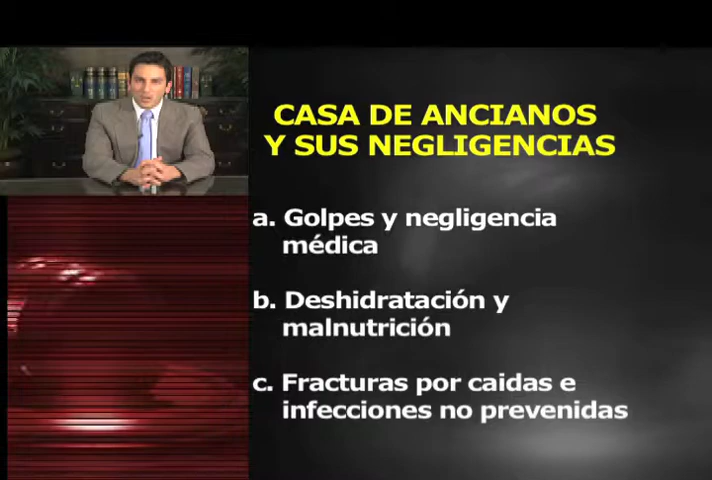 CASA DE ANCIANOS
Y SUS NEGLIGENCIAS
a. Golpes y negligencia
médica
b. Deshidratación y
malnutrición
c. Fracturas por caidas e
infecciones no prevenidas